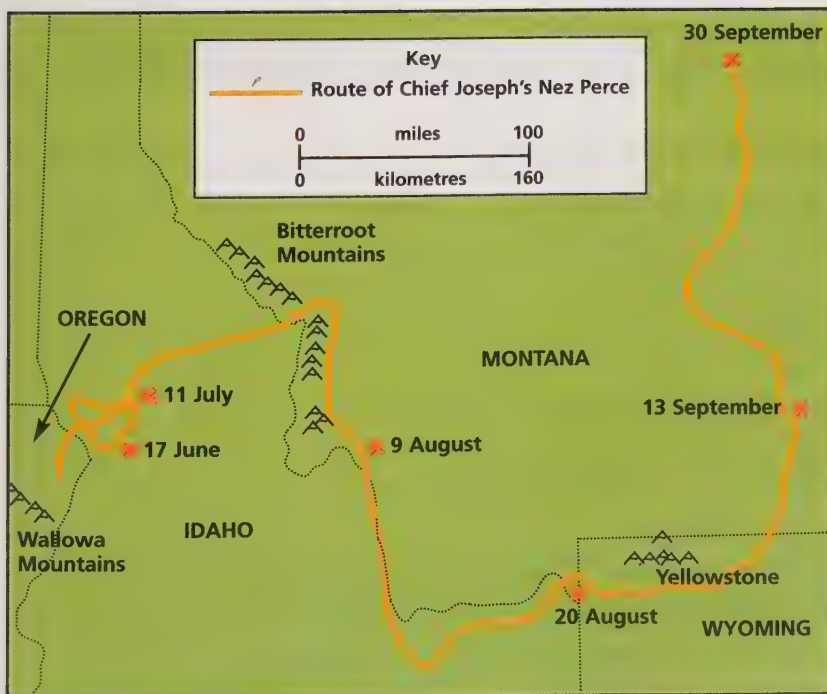 30 September
Key
Route of Chief Joseph's Nez Perce
0 miles 100
0 kilometres 160
Bitterroot
Mountains
OREGON
MONTANA
11 July
13 September
17 June
9 August
IDAHO
Wallowa
Mountains
Yellowstone
20 August
WYOMING